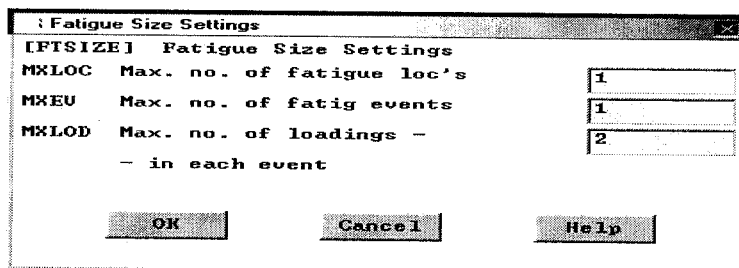 Fatigue Size Settings
[FTSIZE] Fatigue Size Settings
MXLOC Max. no. of fatigue loc's 1
MXEV Max. no. of fatig events 1
MXLOD Max. no. of loadings - 2
- in each event
OK Cancel Help